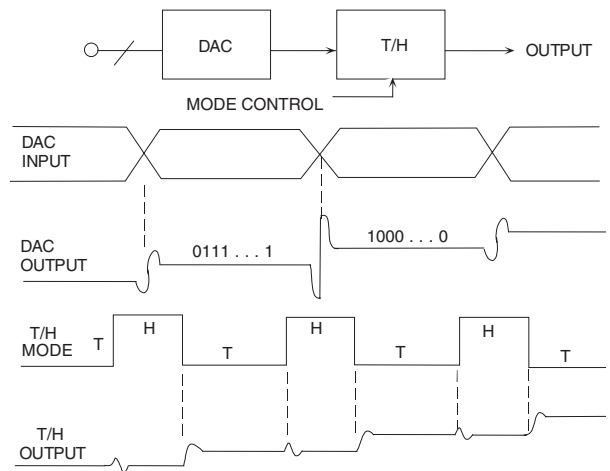 DAC
T/H
OUTPUT
MODE CONTROL
DAC
INPUT
DAC
OUTPUT
0111 . . . 1
1000 . . . 0
T/H
MODE
T
H
T
H
T
H
T
T/H
OUTPUT